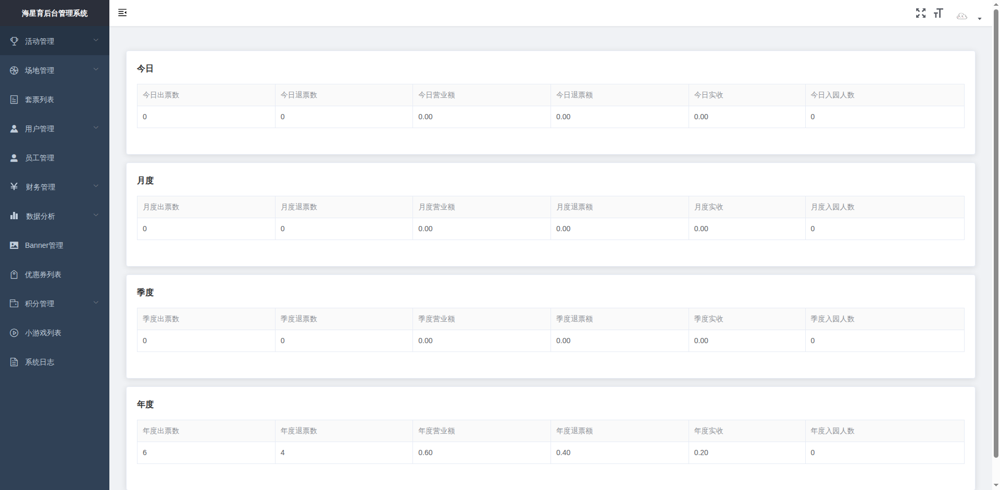 海星育后台管理系统
活动管理
场地管理
套票列表
用户管理
员工管理
财务管理
数据分析
Banner管理
优惠券列表
积分管理
小游戏列表
系统日志
今日
今日出票数 今日退票数 今日营业额 今日退票额 今日实收 今日入园人数
0 0 0.00 0.00 0.00 0
月度
月度出票数 月度退票数 月度营业额 月度退票额 月度实收 月度入园人数
0 0 0.00 0.00 0.00 0
季度
季度出票数 季度退票数 季度营业额 季度退票额 季度实收 季度入园人数
0 0 0.00 0.00 0.00 0
年度
年度出票数 年度退票数 年度营业额 年度退票额 年度实收 年度入园人数
6 4 0.60 0.40 0.20 0